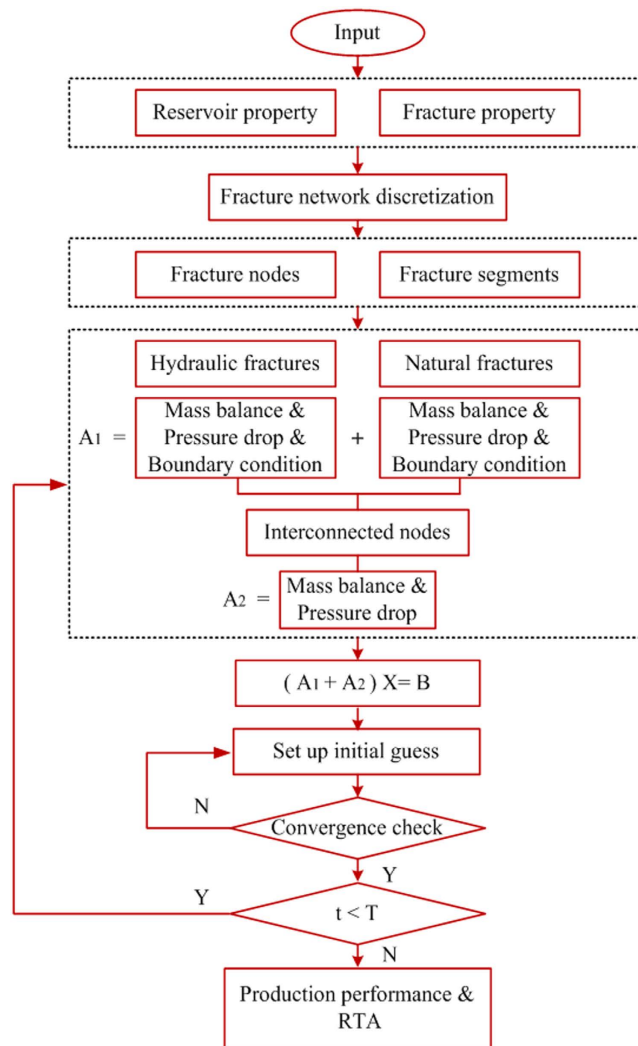 Input
Reservoir property
Fracture property
Fracture network discretization
Fracture nodes
Fracture segments
Hydraulic fractures
Natural fractures
A1 =
Mass balance &
Pressure drop &
Boundary condition
+
Mass balance &
Pressure drop &
Boundary condition
Interconnected nodes
A2 =
Mass balance &
Pressure drop
( A1 + A2 ) X= B
Set up initial guess
N
Convergence check
Y
Y
t < T
N
Production performance &
RTA